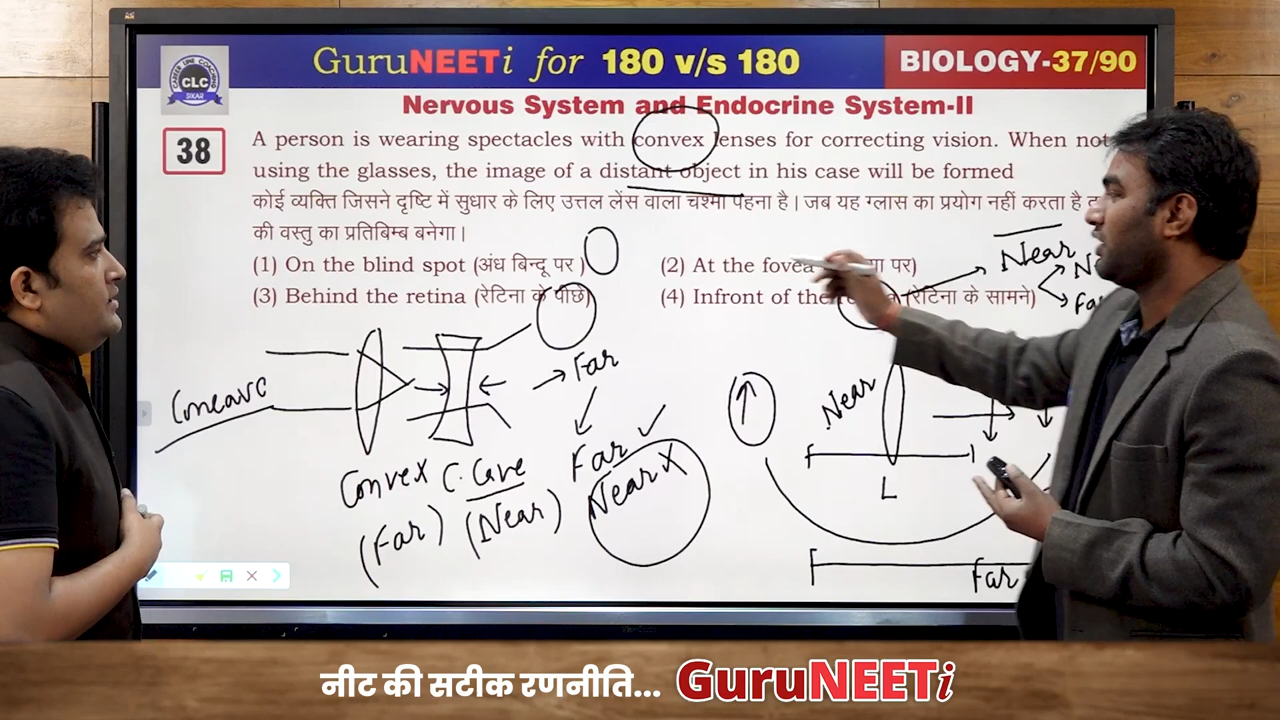 GuruNEETi for 180 v/s 180
BIOLOGY-37/90
CAREER LINE COACHING
CLC
SIKAR
Nervous System and Endocrine System-II
38
A person is wearing spectacles with convex lenses for correcting vision. When not
using the glasses, the image of a distant object in his case will be formed
कोई व्यक्ति जिसने दृष्टि में सुधार के लिए उत्तल लेंस वाला चश्मा पहना है। जब यह ग्लास का प्रयोग नहीं करता है
की वस्तु का प्रतिबिम्ब बनेगा।
(1) On the blind spot (अंध बिन्दू पर )
(2) At the fovea पर)
(3) Behind the retina (रेटिना के पीछे)
(4) Infront of the (रेटिना के सामने)
Near
N
Far
Concave
Far
Near
Far
Near X
Convex
C. Cave
(Far)
(Near)
L
Far
नीट की सटीक रणनीति...
GuruNEETi